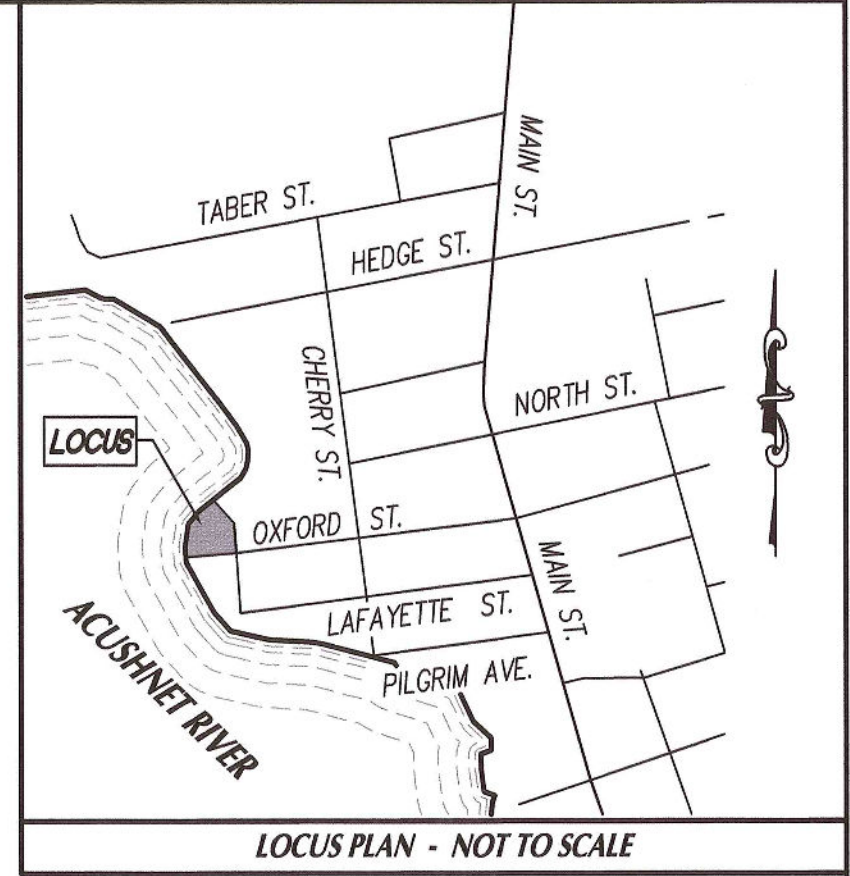 MAIN ST.
TABER ST.
HEDGE ST.
CHERRY ST.
NORTH ST.
LOCUS
OXFORD ST.
MAIN ST.
LAFAYETTE ST.
ACUSHNET RIVER
PILGRIM AVE.
LOCUS PLAN - NOT TO SCALE